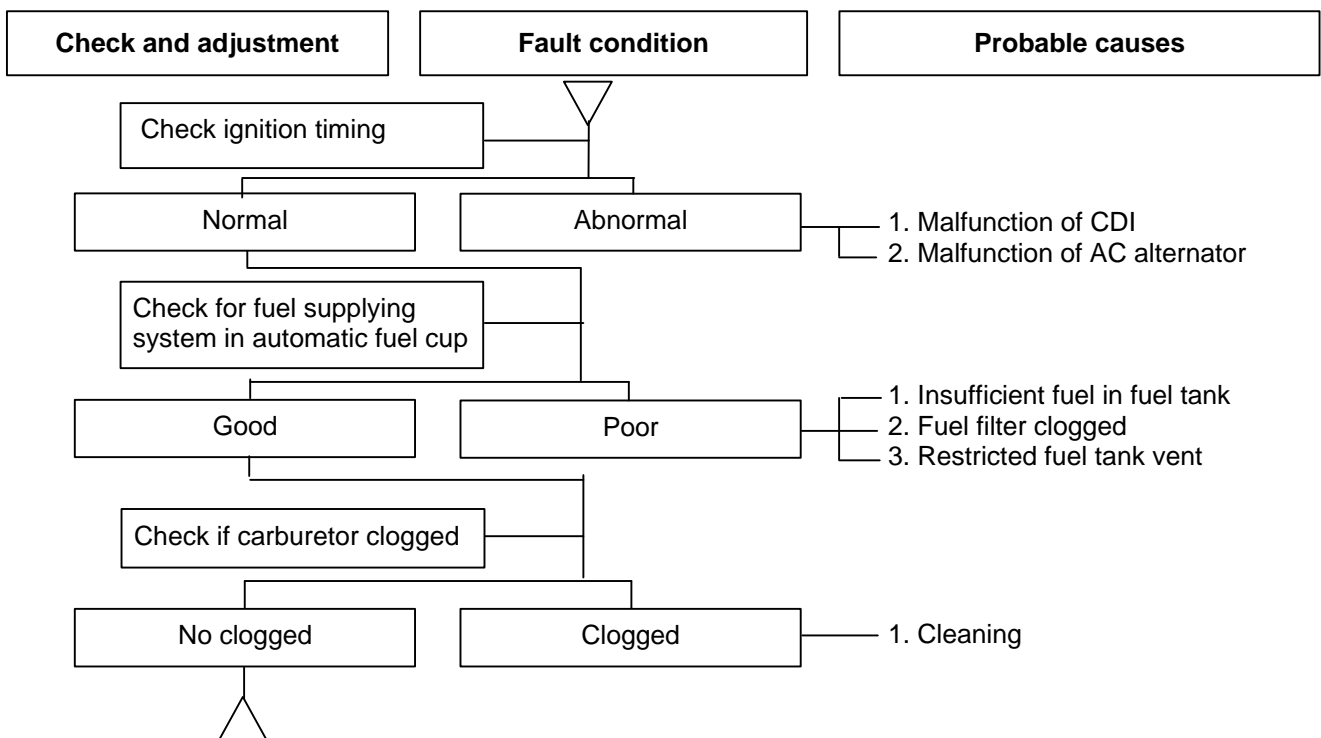 Check and adjustment
Fault condition
Probable causes
Check ignition timing
Normal
Abnormal
1. Malfunction of CDI
2. Malfunction of AC alternator
Check for fuel supplying
system in automatic fuel cup
Good
Poor
1. Insufficient fuel in fuel tank
2. Fuel filter clogged
3. Restricted fuel tank vent
Check if carburetor clogged
No clogged
Clogged
1. Cleaning